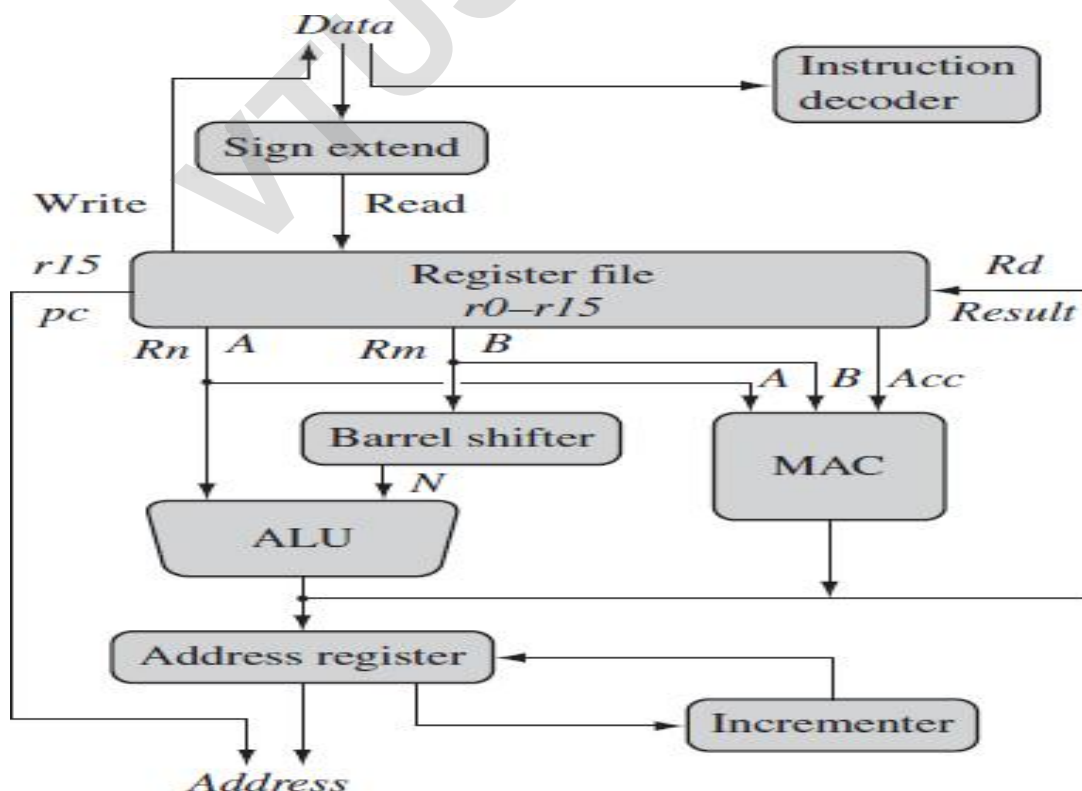 Data
Instruction
decoder
Sign extend
Write
Read
r15
Register file
Rd
pc
r0–r15
Result
Rn
A
Rm
B
A
B
Acc
Barrel shifter
MAC
N
ALU
Address register
Incrementer
Address